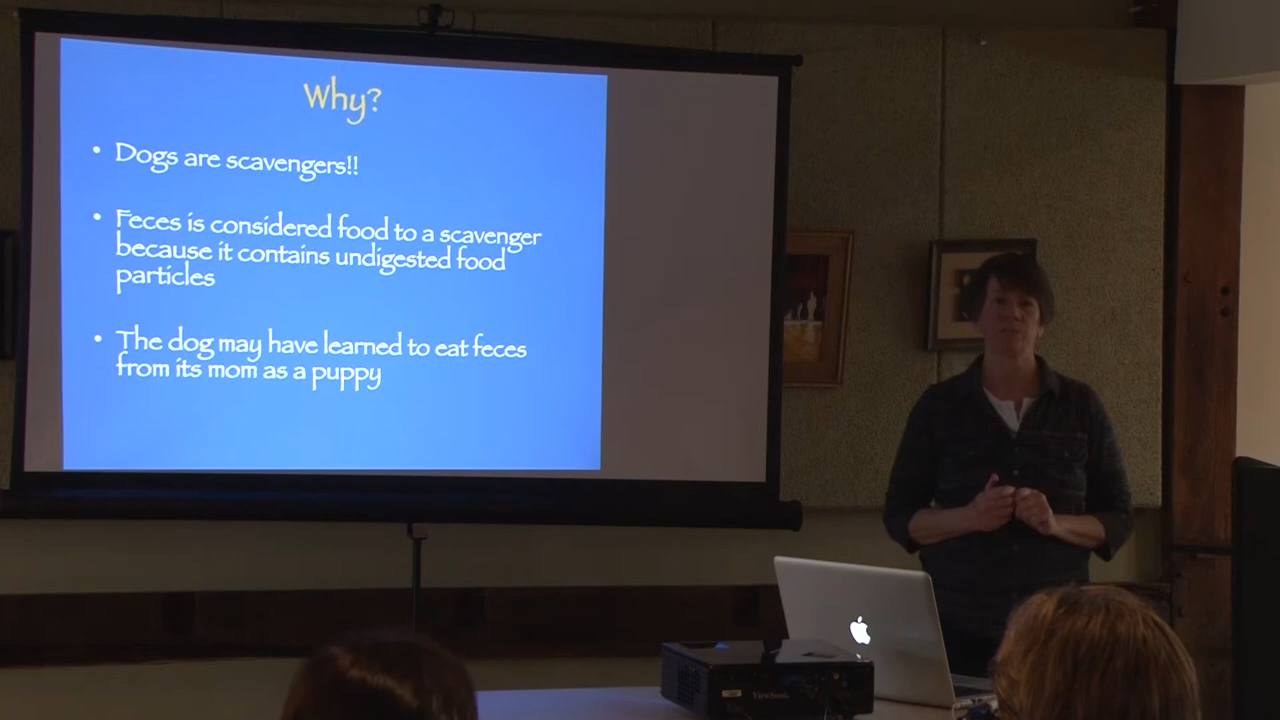 Why?
• Dogs are scavengers!!
• Feces is considered food to a scavenger
because it contains undigested food
particles
• The dog may have learned to eat feces
from its mom as a puppy
ViewSonic